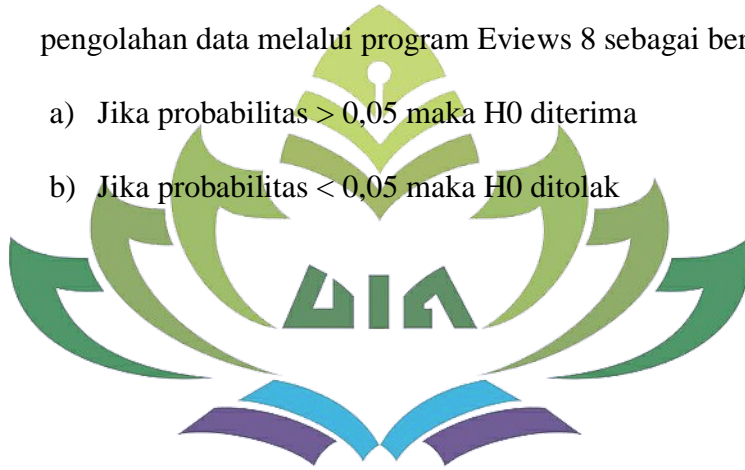 pengolahan data melalui program Eviews 8 sebagai ber
a) Jika probabilitas > 0,05 maka H0 diterima
b) Jika probabilitas < 0,05 maka H0 ditolak